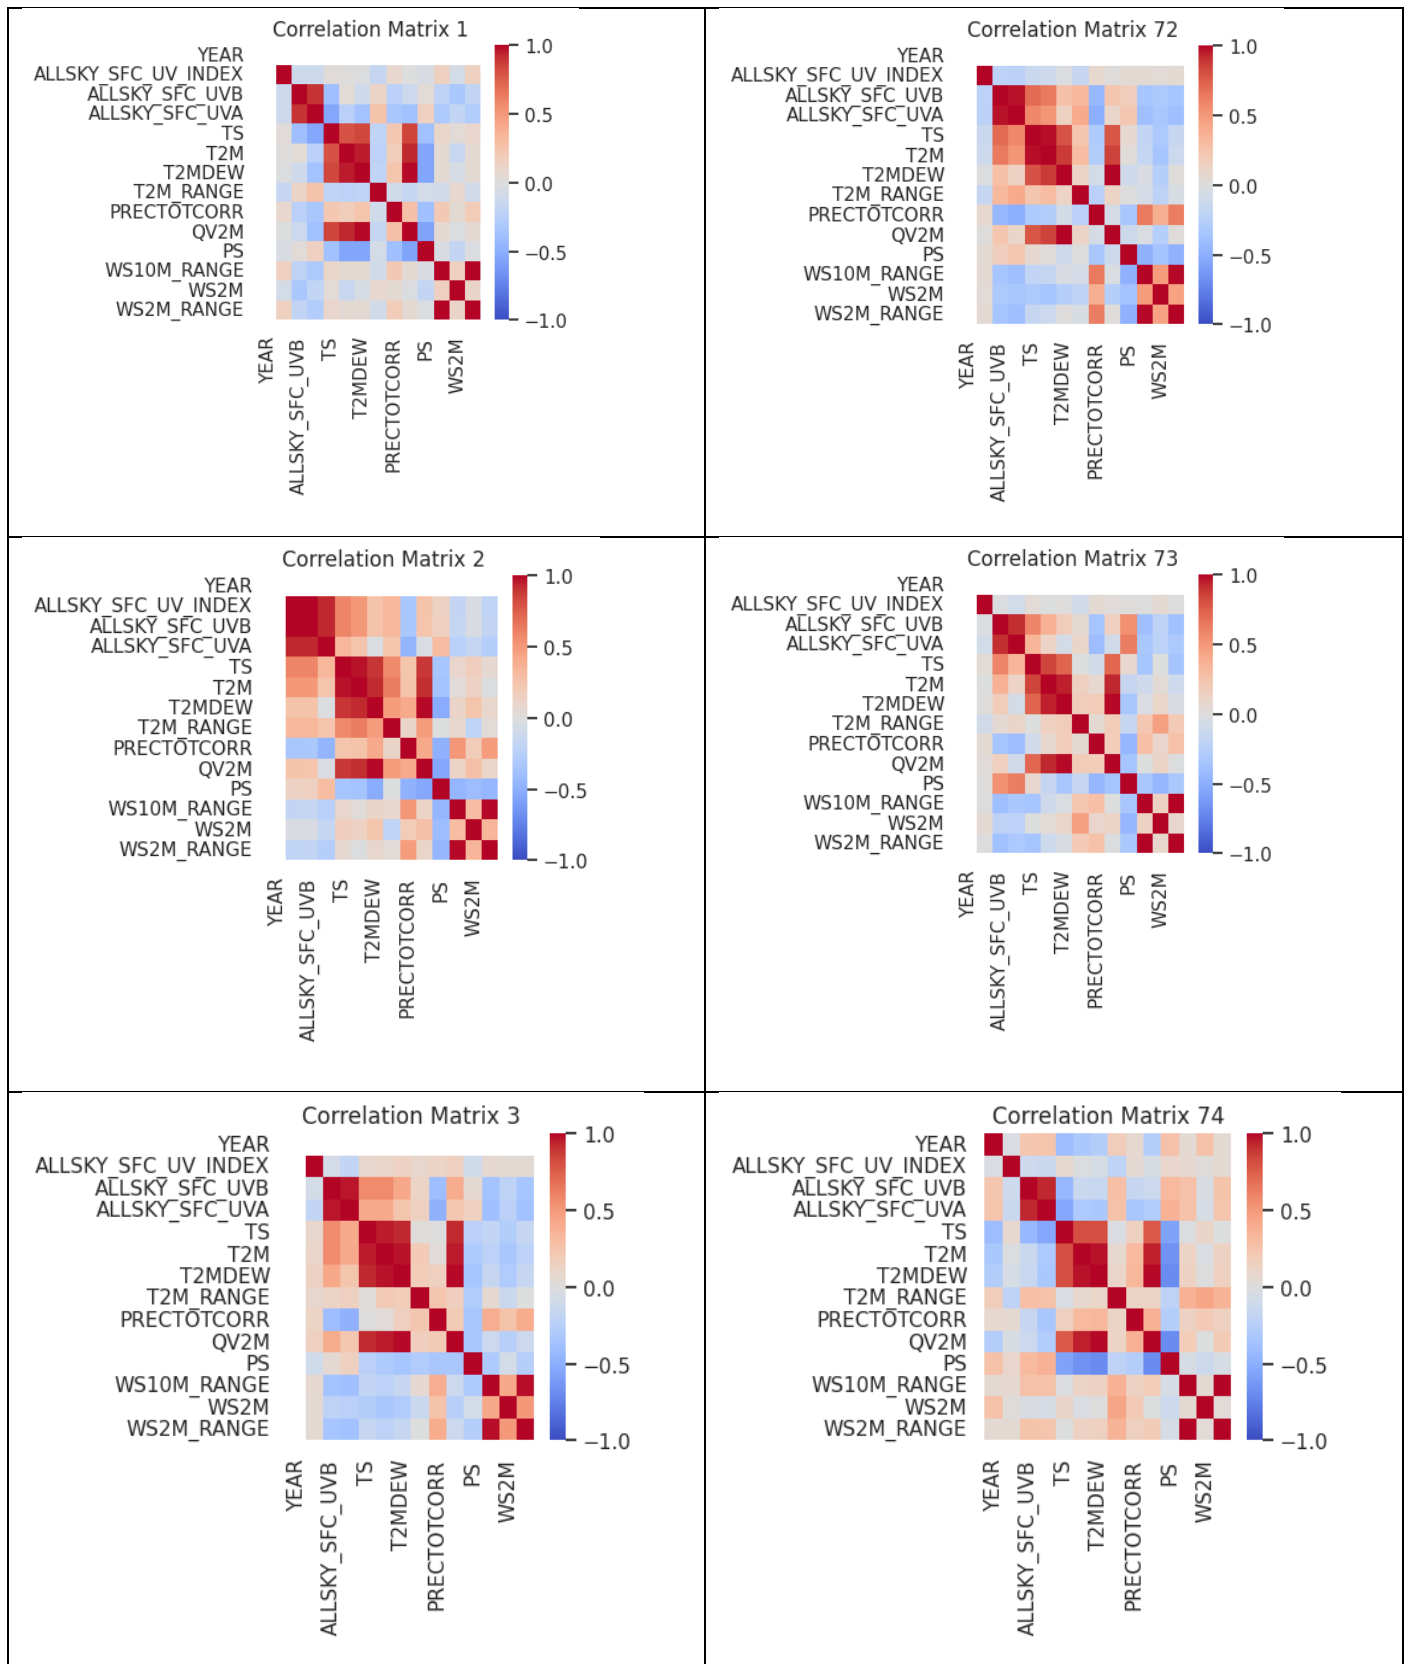 Correlation Matrix 1
YEAR
ALLSKY_SFC_UV_INDEX
ALLSKY_SFC_UVB
ALLSKY_SFC_UVA
TS
T2M
T2MDEW
T2M_RANGE
PRECTOTCORR
QV2M
PS
WS10M_RANGE
WS2M
WS2M_RANGE
1.0
0.5
0.0
−0.5
−1.0
YEAR
ALLSKY_SFC_UVB
TS
T2MDEW
PRECTOTCORR
PS
WS2M
Correlation Matrix 72
YEAR
ALLSKY_SFC_UV_INDEX
ALLSKY_SFC_UVB
ALLSKY_SFC_UVA
TS
T2M
T2MDEW
T2M_RANGE
PRECTOTCORR
QV2M
PS
WS10M_RANGE
WS2M
WS2M_RANGE
1.0
0.5
0.0
−0.5
−1.0
YEAR
ALLSKY_SFC_UVB
TS
T2MDEW
PRECTOTCORR
PS
WS2M
Correlation Matrix 2
YEAR
ALLSKY_SFC_UV_INDEX
ALLSKY_SFC_UVB
ALLSKY_SFC_UVA
TS
T2M
T2MDEW
T2M_RANGE
PRECTOTCORR
QV2M
PS
WS10M_RANGE
WS2M
WS2M_RANGE
1.0
0.5
0.0
−0.5
−1.0
YEAR
ALLSKY_SFC_UVB
TS
T2MDEW
PRECTOTCORR
PS
WS2M
Correlation Matrix 73
YEAR
ALLSKY_SFC_UV_INDEX
ALLSKY_SFC_UVB
ALLSKY_SFC_UVA
TS
T2M
T2MDEW
T2M_RANGE
PRECTOTCORR
QV2M
PS
WS10M_RANGE
WS2M
WS2M_RANGE
1.0
0.5
0.0
−0.5
−1.0
YEAR
ALLSKY_SFC_UVB
TS
T2MDEW
PRECTOTCORR
PS
WS2M
Correlation Matrix 3
YEAR
ALLSKY_SFC_UV_INDEX
ALLSKY_SFC_UVB
ALLSKY_SFC_UVA
TS
T2M
T2MDEW
T2M_RANGE
PRECTOTCORR
QV2M
PS
WS10M_RANGE
WS2M
WS2M_RANGE
1.0
0.5
0.0
−0.5
−1.0
YEAR
ALLSKY_SFC_UVB
TS
T2MDEW
PRECTOTCORR
PS
WS2M
Correlation Matrix 74
YEAR
ALLSKY_SFC_UV_INDEX
ALLSKY_SFC_UVB
ALLSKY_SFC_UVA
TS
T2M
T2MDEW
T2M_RANGE
PRECTOTCORR
QV2M
PS
WS10M_RANGE
WS2M
WS2M_RANGE
1.0
0.5
0.0
−0.5
−1.0
YEAR
ALLSKY_SFC_UVB
TS
T2MDEW
PRECTOTCORR
PS
WS2M